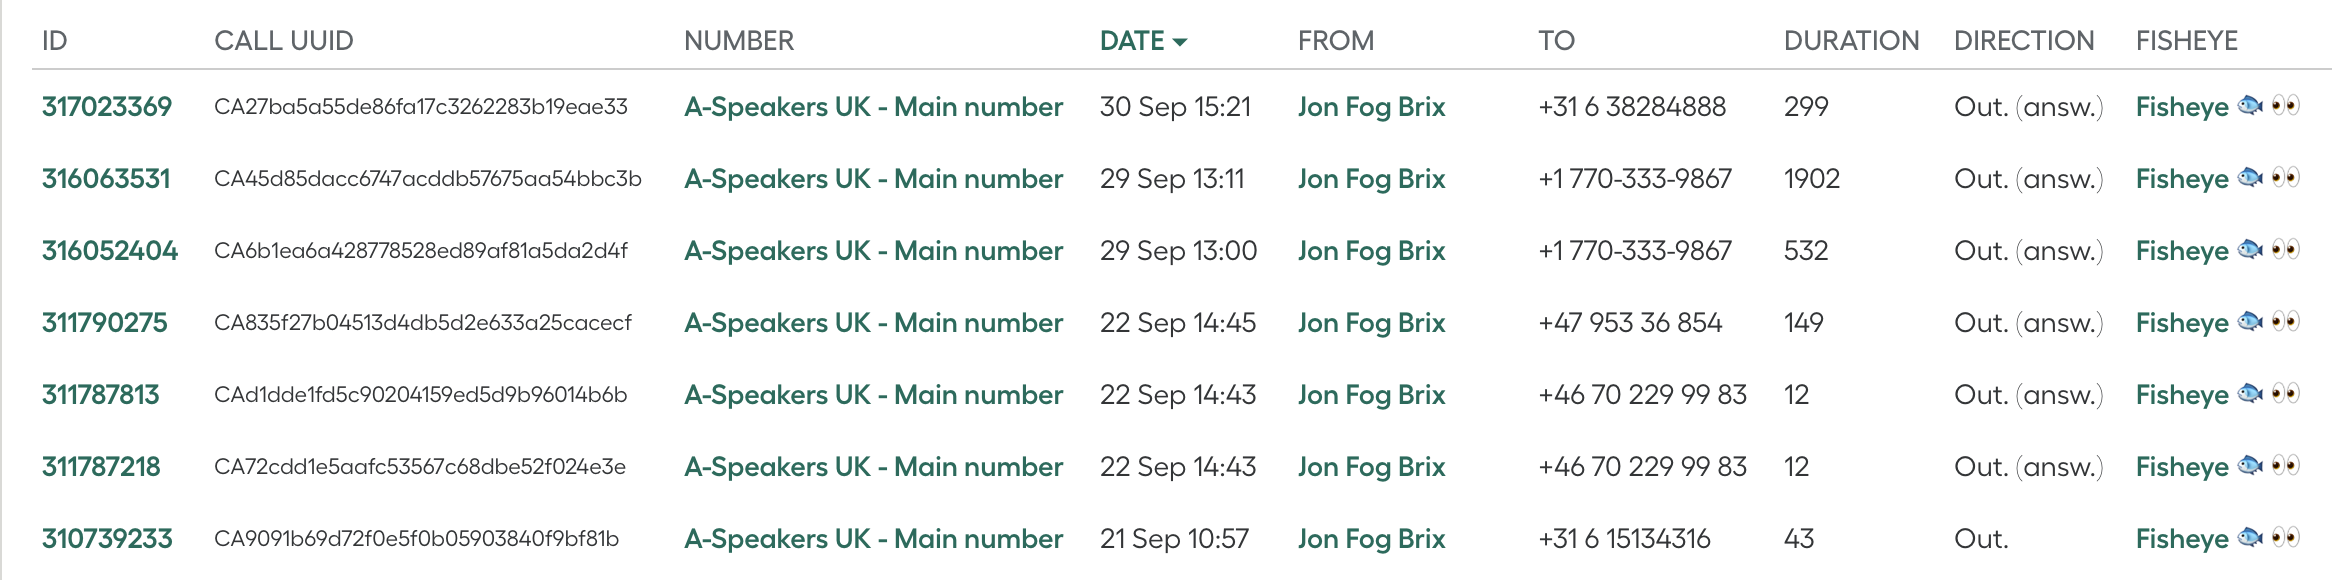 ID CALL UUID NUMBER DATE FROM TO DURATION DIRECTION FISHEYE
317023369 CA27ba5a55de86fa17c3262283b19eae33 A-Speakers UK - Main number 30 Sep 15:21 Jon Fog Brix +31 6 38284888 299 Out. (answ.) Fisheye 🐟 👀
316063531 CA45d85dacc6747acddb57675aa54bbc3b A-Speakers UK - Main number 29 Sep 13:11 Jon Fog Brix +1 770-333-9867 1902 Out. (answ.) Fisheye 🐟 👀
316052404 CA6b1ea6a428778528ed89af81a5da2d4f A-Speakers UK - Main number 29 Sep 13:00 Jon Fog Brix +1 770-333-9867 532 Out. (answ.) Fisheye 🐟 👀
311790275 CA835f27b04513d4db5d2e633a25cacecf A-Speakers UK - Main number 22 Sep 14:45 Jon Fog Brix +47 953 36 854 149 Out. (answ.) Fisheye 🐟 👀
311787813 CAd1dde1fd5c90204159ed5d9b96014b6b A-Speakers UK - Main number 22 Sep 14:43 Jon Fog Brix +46 70 229 99 83 12 Out. (answ.) Fisheye 🐟 👀
311787218 CA72cdd1e5aafc53567c68dbe52f024e3e A-Speakers UK - Main number 22 Sep 14:43 Jon Fog Brix +46 70 229 99 83 12 Out. (answ.) Fisheye 🐟 👀
310739233 CA9091b69d72f0e5f0b05903840f9bf81b A-Speakers UK - Main number 21 Sep 10:57 Jon Fog Brix +31 6 15134316 43 Out. Fisheye 🐟 👀